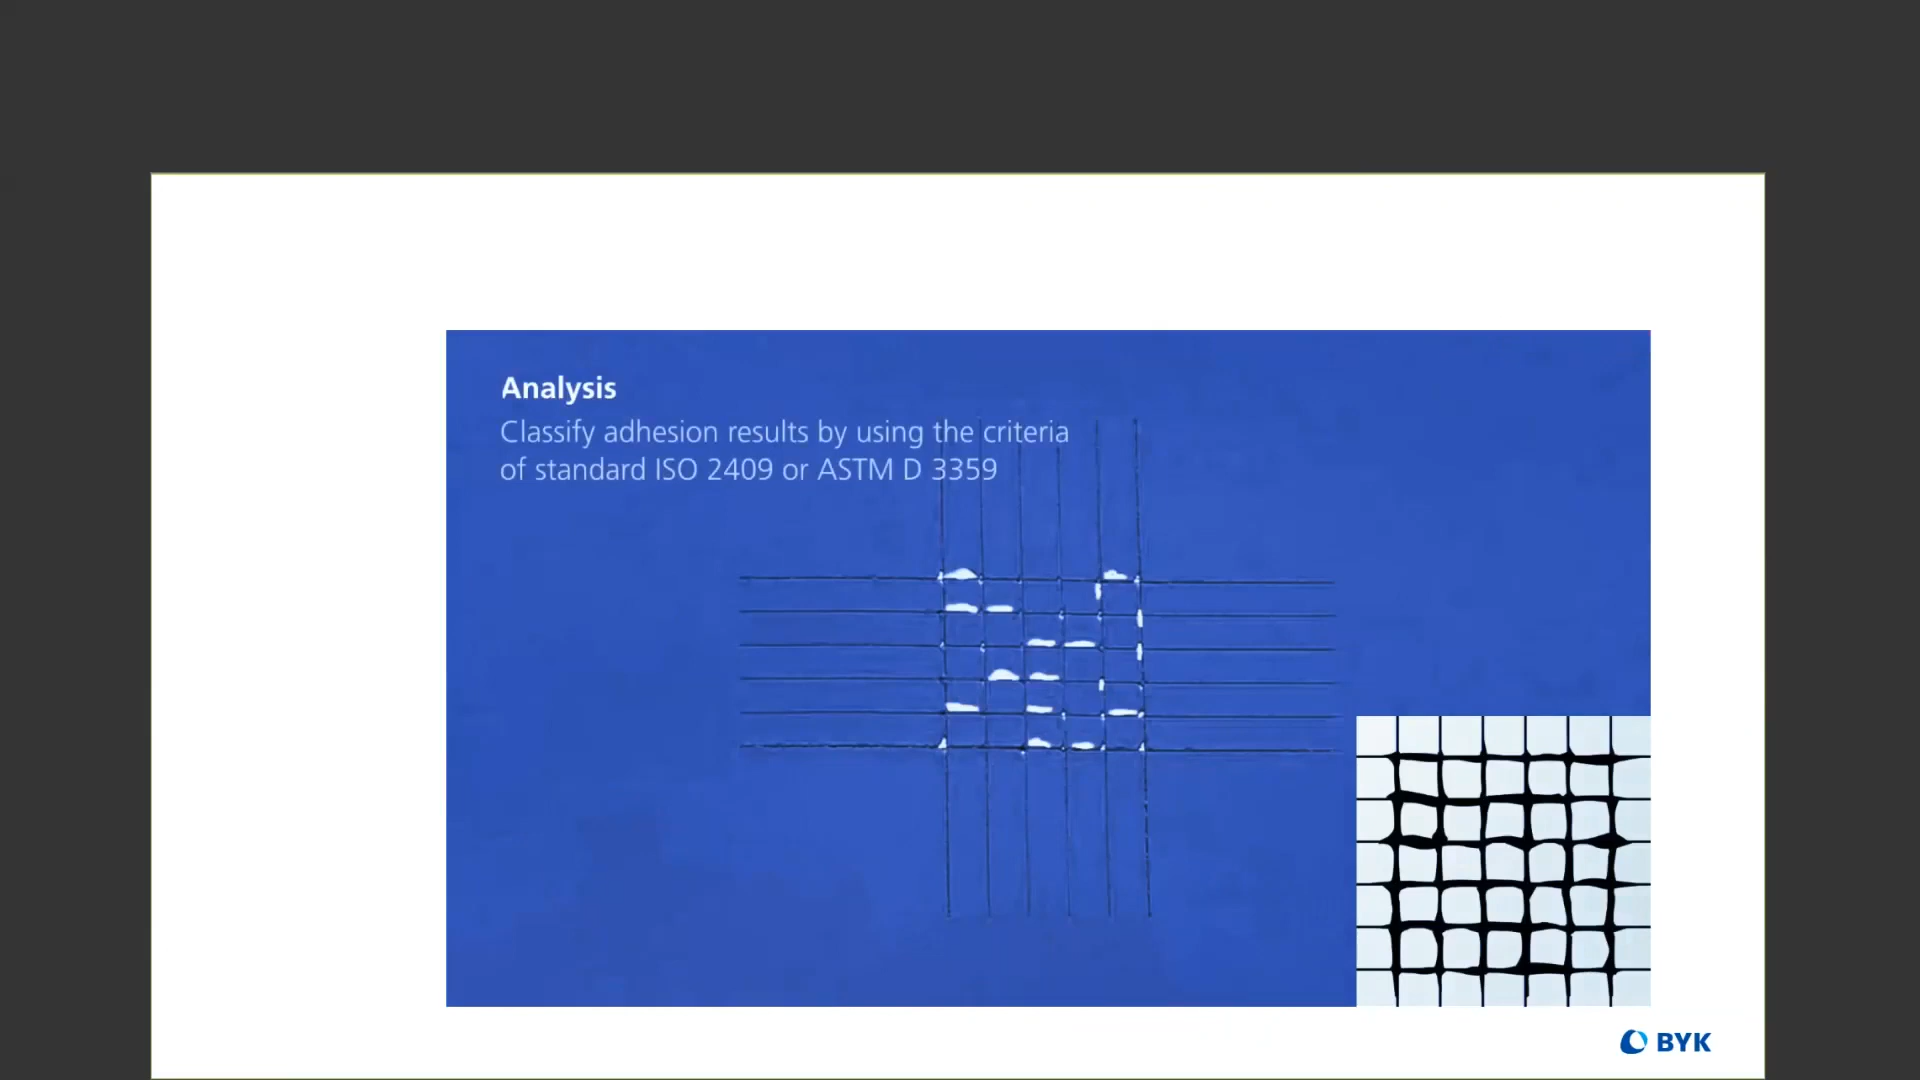 Analysis
Classify adhesion results by using the criteria
of standard ISO 2409 or ASTM D 3359
BYK